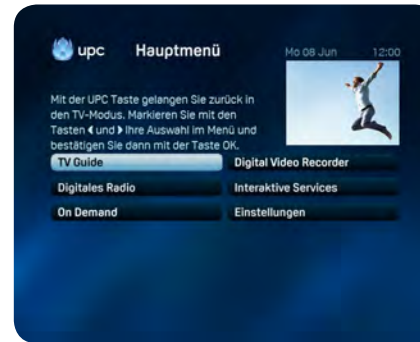 upc Hauptmenü Mo 08 Jun 12:00
Mit der UPC Taste gelangen Sie zurück in
den TV-Modus. Markieren Sie mit den
Tasten ◀ und ▶ Ihre Auswahl im Menü und
bestätigen Sie dann mit der Taste OK.
TV Guide Digital Video Recorder
Digitales Radio Interaktive Services
On Demand Einstellungen